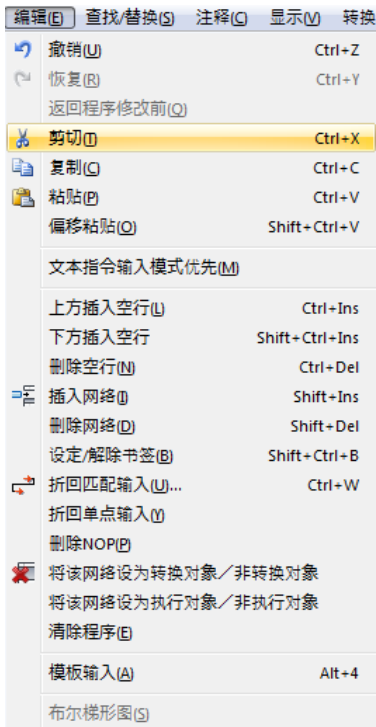 编辑(E) 查找/替换(S) 注释(C) 显示(V) 转换
撤销(U) Ctrl+Z
恢复(R) Ctrl+Y
返回程序修改前(Q)
剪切(T) Ctrl+X
复制(C) Ctrl+C
粘贴(P) Ctrl+V
偏移粘贴(O) Shift+Ctrl+V
文本指令输入模式优先(M)
上方插入空行(L) Ctrl+Ins
下方插入空行 Shift+Ctrl+Ins
删除空行(N) Ctrl+Del
插入网络(I) Shift+Ins
删除网络(D) Shift+Del
设定/解除书签(B) Shift+Ctrl+B
折回匹配输入(U)... Ctrl+W
折回单点输入(Y)
删除NOP(P)
将该网络设为转换对象／非转换对象
将该网络设为执行对象／非执行对象
清除程序(E)
模板输入(A) Alt+4
布尔梯形图(S)